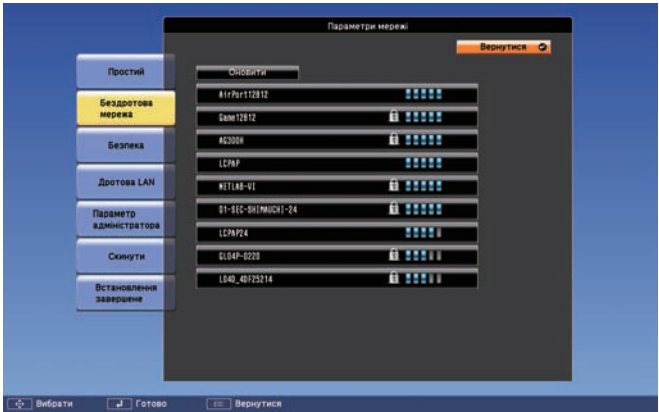 Параметри мережі
Вернутися
Простий
Бездротова
мережа
Безпека
Дротова LAN
Параметр
адміністратора
Скинути
Встановлення
завершене
Оновити
AirPort12812
Game12812
AG300H
LCPAP
NETLAB-VI
01-SEC-SHIMAUCHI-24
LCPAP24
GL04P-0220
L04D_4DF25214
Вибрати
Готово
Вернутися